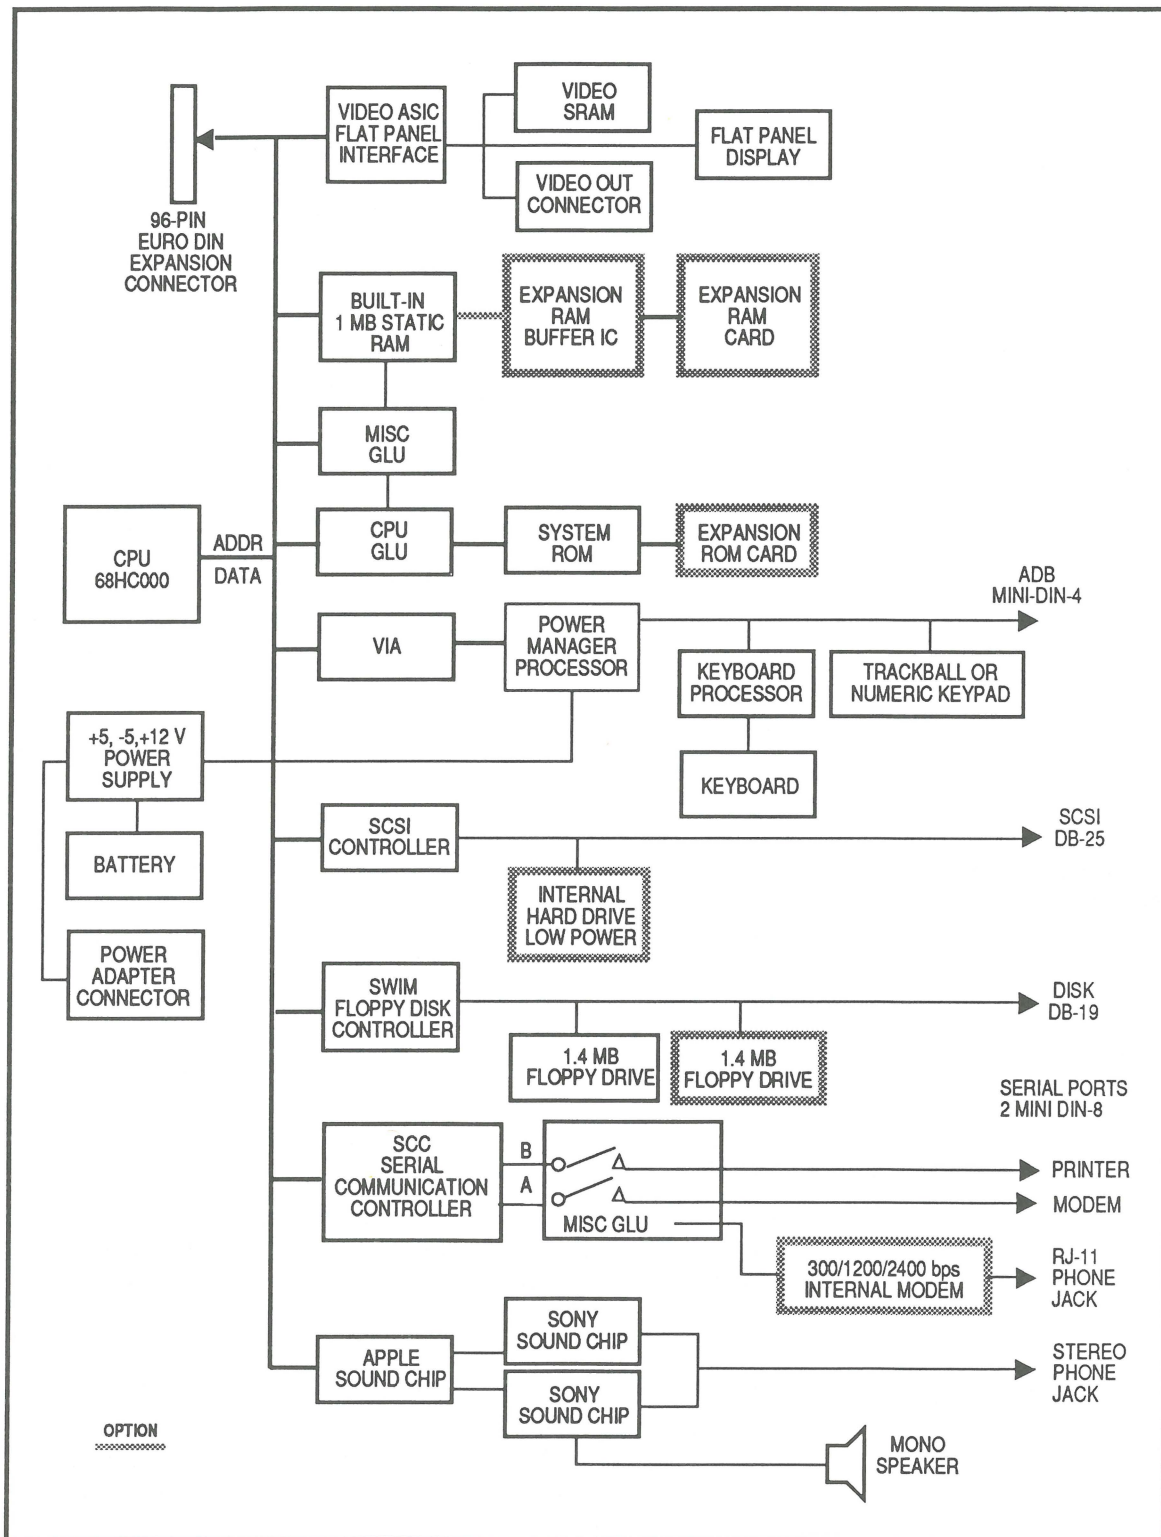 VIDEO ASIC
FLAT PANEL
INTERFACE
VIDEO
SRAM
FLAT PANEL
DISPLAY
VIDEO OUT
CONNECTOR
96-PIN
EURO DIN
EXPANSION
CONNECTOR
BUILT-IN
1 MB STATIC
RAM
EXPANSION
RAM
BUFFER IC
EXPANSION
RAM
CARD
MISC
GLU
CPU
68HC000
ADDR
DATA
CPU
GLU
SYSTEM
ROM
EXPANSION
ROM CARD
ADB
MINI-DIN-4
VIA
POWER
MANAGER
PROCESSOR
KEYBOARD
PROCESSOR
TRACKBALL OR
NUMERIC KEYPAD
KEYBOARD
+5, -5,+12 V
POWER
SUPPLY
BATTERY
POWER
ADAPTER
CONNECTOR
SCSI
CONTROLLER
SCSI
DB-25
INTERNAL
HARD DRIVE
LOW POWER
SWIM
FLOPPY DISK
CONTROLLER
DISK
DB-19
1.4 MB
FLOPPY DRIVE
1.4 MB
FLOPPY DRIVE
SERIAL PORTS
2 MINI DIN-8
SCC
SERIAL
COMMUNICATION
CONTROLLER
B
A
MISC GLU
PRINTER
MODEM
300/1200/2400 bps
INTERNAL MODEM
RJ-11
PHONE
JACK
APPLE
SOUND CHIP
SONY
SOUND CHIP
SONY
SOUND CHIP
STEREO
PHONE
JACK
MONO
SPEAKER
OPTION